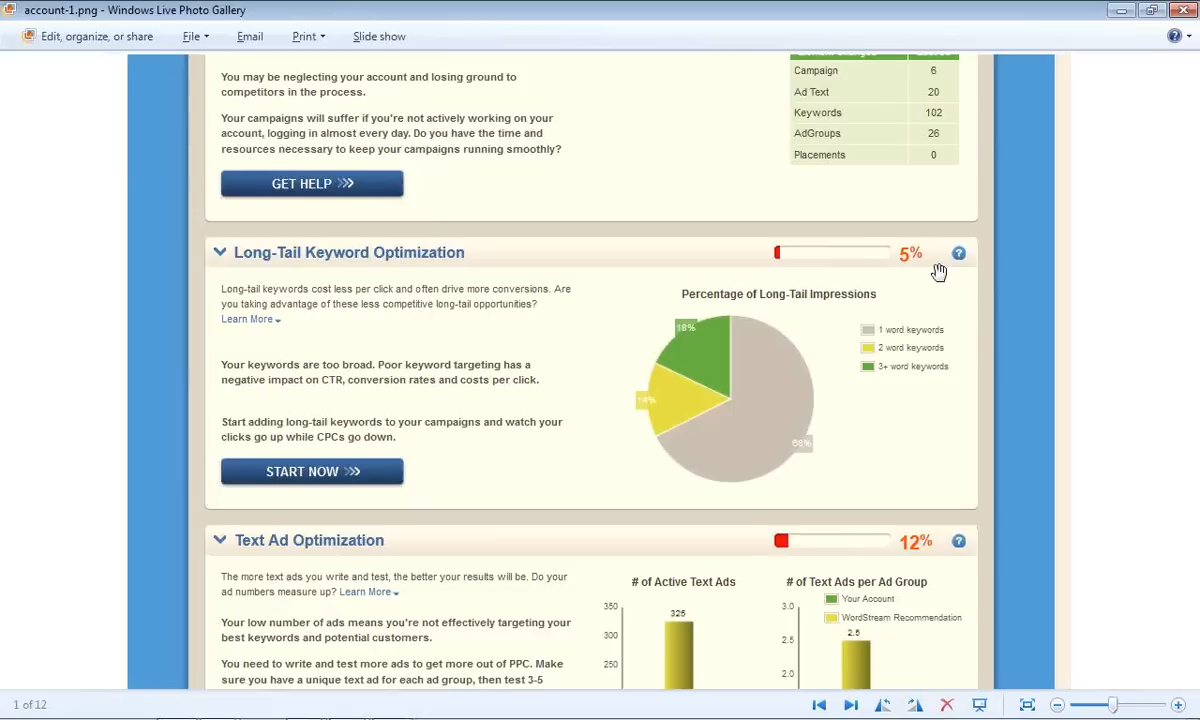 account-1.png - Windows Live Photo Gallery
Edit, organize, or share File Email Print Slide show
You may be neglecting your account and losing ground to
competitors in the process.
Your campaigns will suffer if you're not actively working on your
account, logging in almost every day. Do you have the time and
resources necessary to keep your campaigns running smoothly?
GET HELP
Campaign 6
Ad Text 20
Keywords 102
AdGroups 26
Placements 0
Long-Tail Keyword Optimization 5% ?
Long-tail keywords cost less per click and often drive more conversions. Are
you taking advantage of these less competitive long-tail opportunities?
Learn More
Your keywords are too broad. Poor keyword targeting has a
negative impact on CTR, conversion rates and costs per click.
Start adding long-tail keywords to your campaigns and watch your
clicks go up while CPCs go down.
START NOW
Percentage of Long-Tail Impressions
18%
1 word keywords
2 word keywords
3+ word keywords
Text Ad Optimization 12% ?
The more text ads you write and test, the better your results will be. Do your
ad numbers measure up? Learn More
Your low number of ads means you're not effectively targeting your
best keywords and potential customers.
You need to write and test more ads to get more out of PPC. Make
sure you have a unique text ad for each ad group, then test 3-5
# of Active Text Ads
350
325
300
250
# of Text Ads per Ad Group
Your Account
WordStream Recommendation
3.0
2.5
2.5
2.0
1 of 12